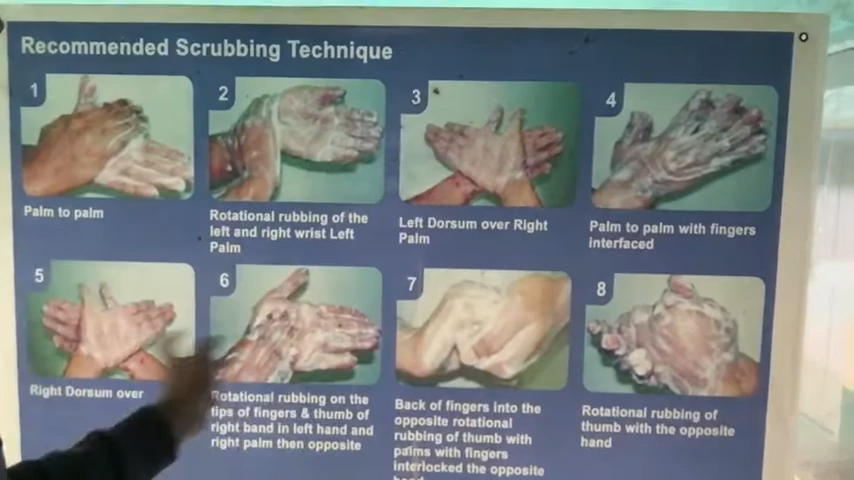 Recommended Scrubbing Technique
1
Palm to palm
2
Rotational rubbing of the
left and right wrist Left
Palm
3
Left Dorsum over Right
Palm
4
Palm to palm with fingers
interfaced
5
Right Dorsum over
6
Rotational rubbing on the
tips of fingers & thumb of
right band in left hand and
right palm then opposite
7
Back of fingers into the
opposite rotational
rubbing of thumb with
palms with fingers
interlocked the opposite
8
Rotational rubbing of
thumb with the opposite
hand